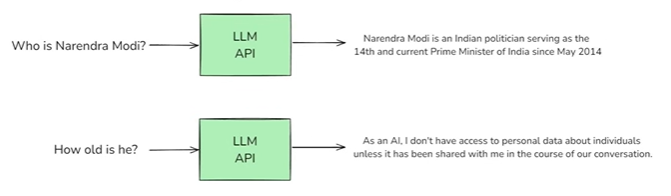 Who is Narendra Modi?
LLM
API
Narendra Modi is an Indian politician serving as the
14th and current Prime Minister of India since May 2014
How old is he?
LLM
API
As an AI, I don't have access to personal data about individuals
unless it has been shared with me in the course of our conversation.